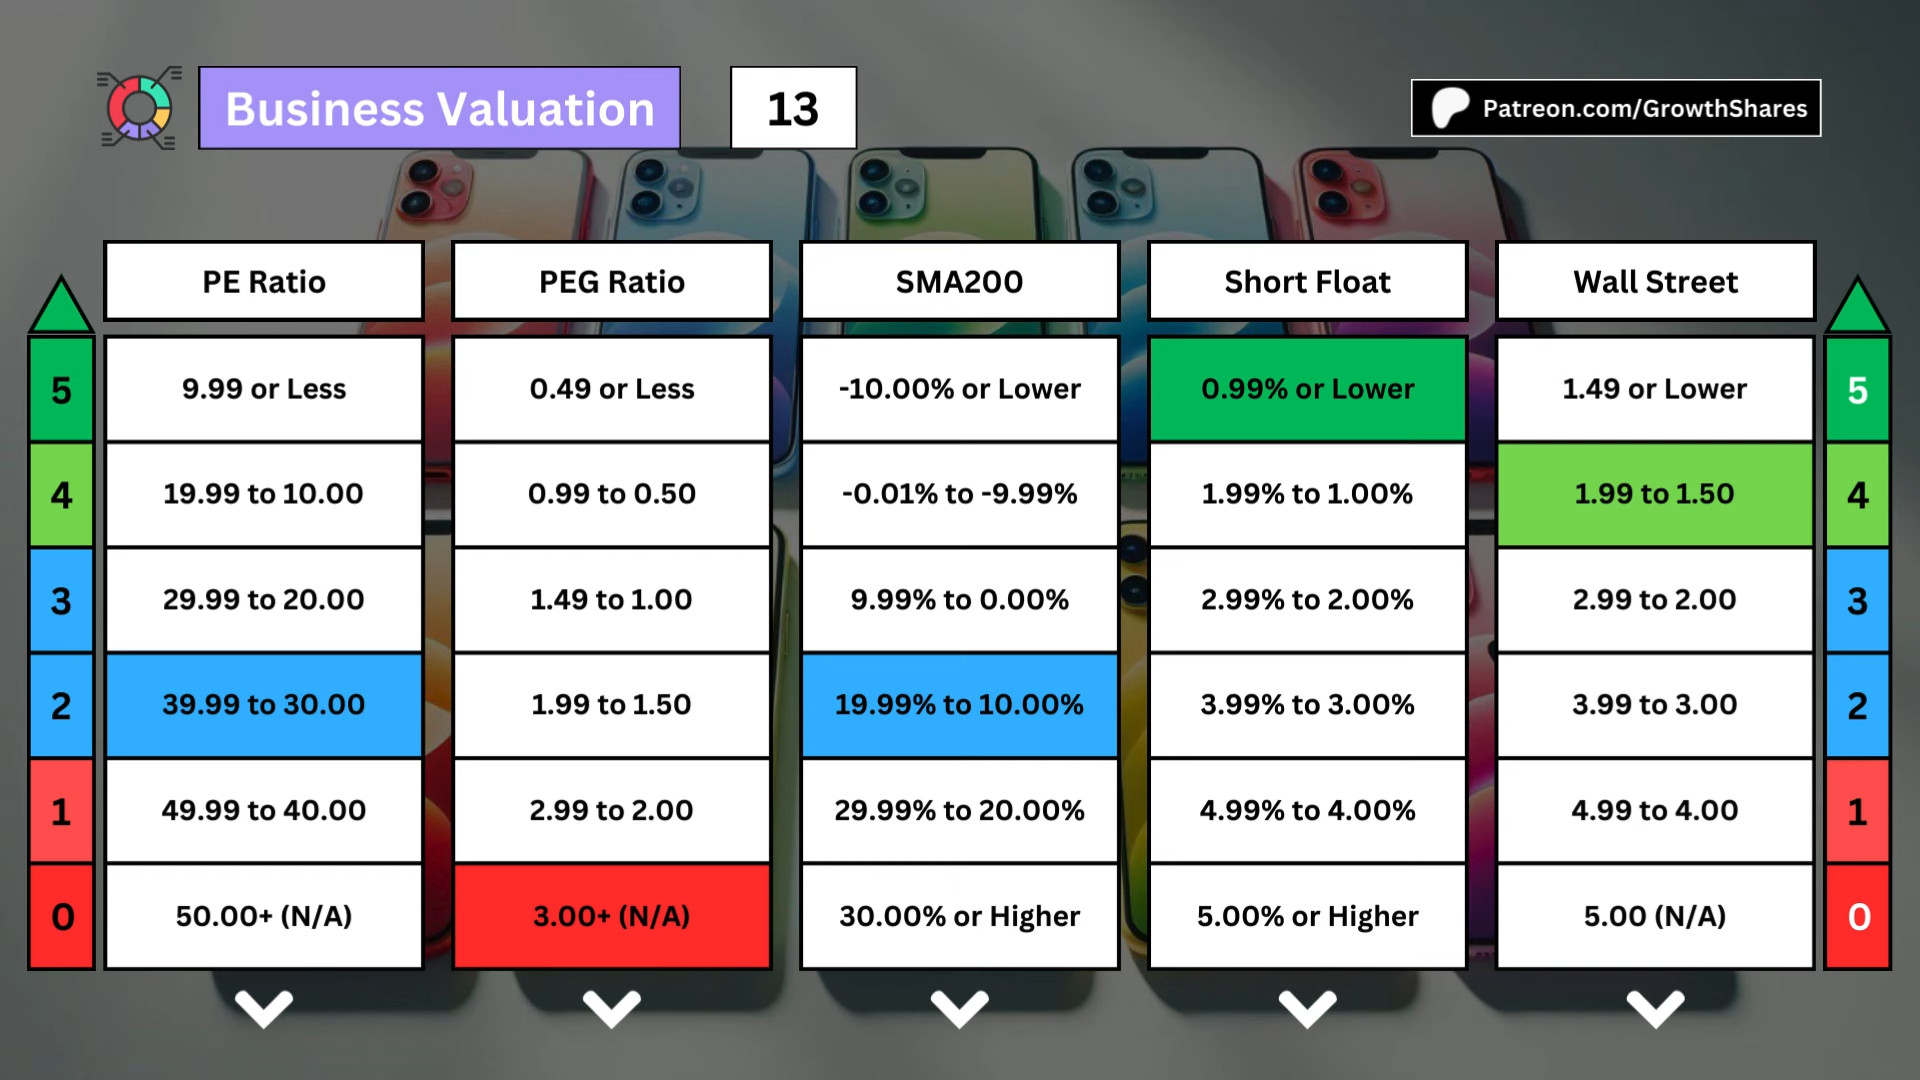 Business Valuation
13
Patreon.com/GrowthShares
PE Ratio
PEG Ratio
SMA200
Short Float
Wall Street
5
9.99 or Less
0.49 or Less
-10.00% or Lower
0.99% or Lower
1.49 or Lower
5
4
19.99 to 10.00
0.99 to 0.50
-0.01% to -9.99%
1.99% to 1.00%
1.99 to 1.50
4
3
29.99 to 20.00
1.49 to 1.00
9.99% to 0.00%
2.99% to 2.00%
2.99 to 2.00
3
2
39.99 to 30.00
1.99 to 1.50
19.99% to 10.00%
3.99% to 3.00%
3.99 to 3.00
2
1
49.99 to 40.00
2.99 to 2.00
29.99% to 20.00%
4.99% to 4.00%
4.99 to 4.00
1
0
50.00+ (N/A)
3.00+ (N/A)
30.00% or Higher
5.00% or Higher
5.00 (N/A)
0